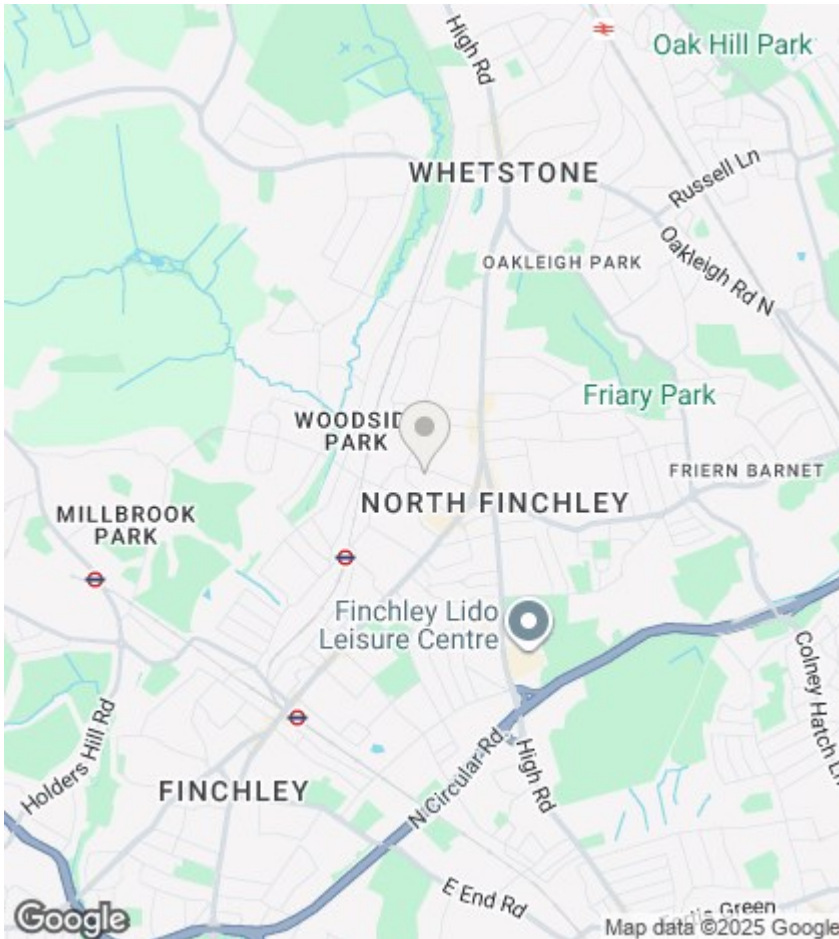 High Rd
Oak Hill Park
WHETSTONE
Russell Ln
Oakleigh Rd N
OAKLEIGH PARK
Friary Park
WOODSID
PARK
FRIERN BARNET
NORTH FINCHLEY
MILLBROOK
PARK
Finchley Lido
Leisure Centre
Colney Hatch L
Holders Hill Rd
N Circular Rd
High Rd
FINCHLEY
E End Rd
Green
Google
Map data ©2025 Google